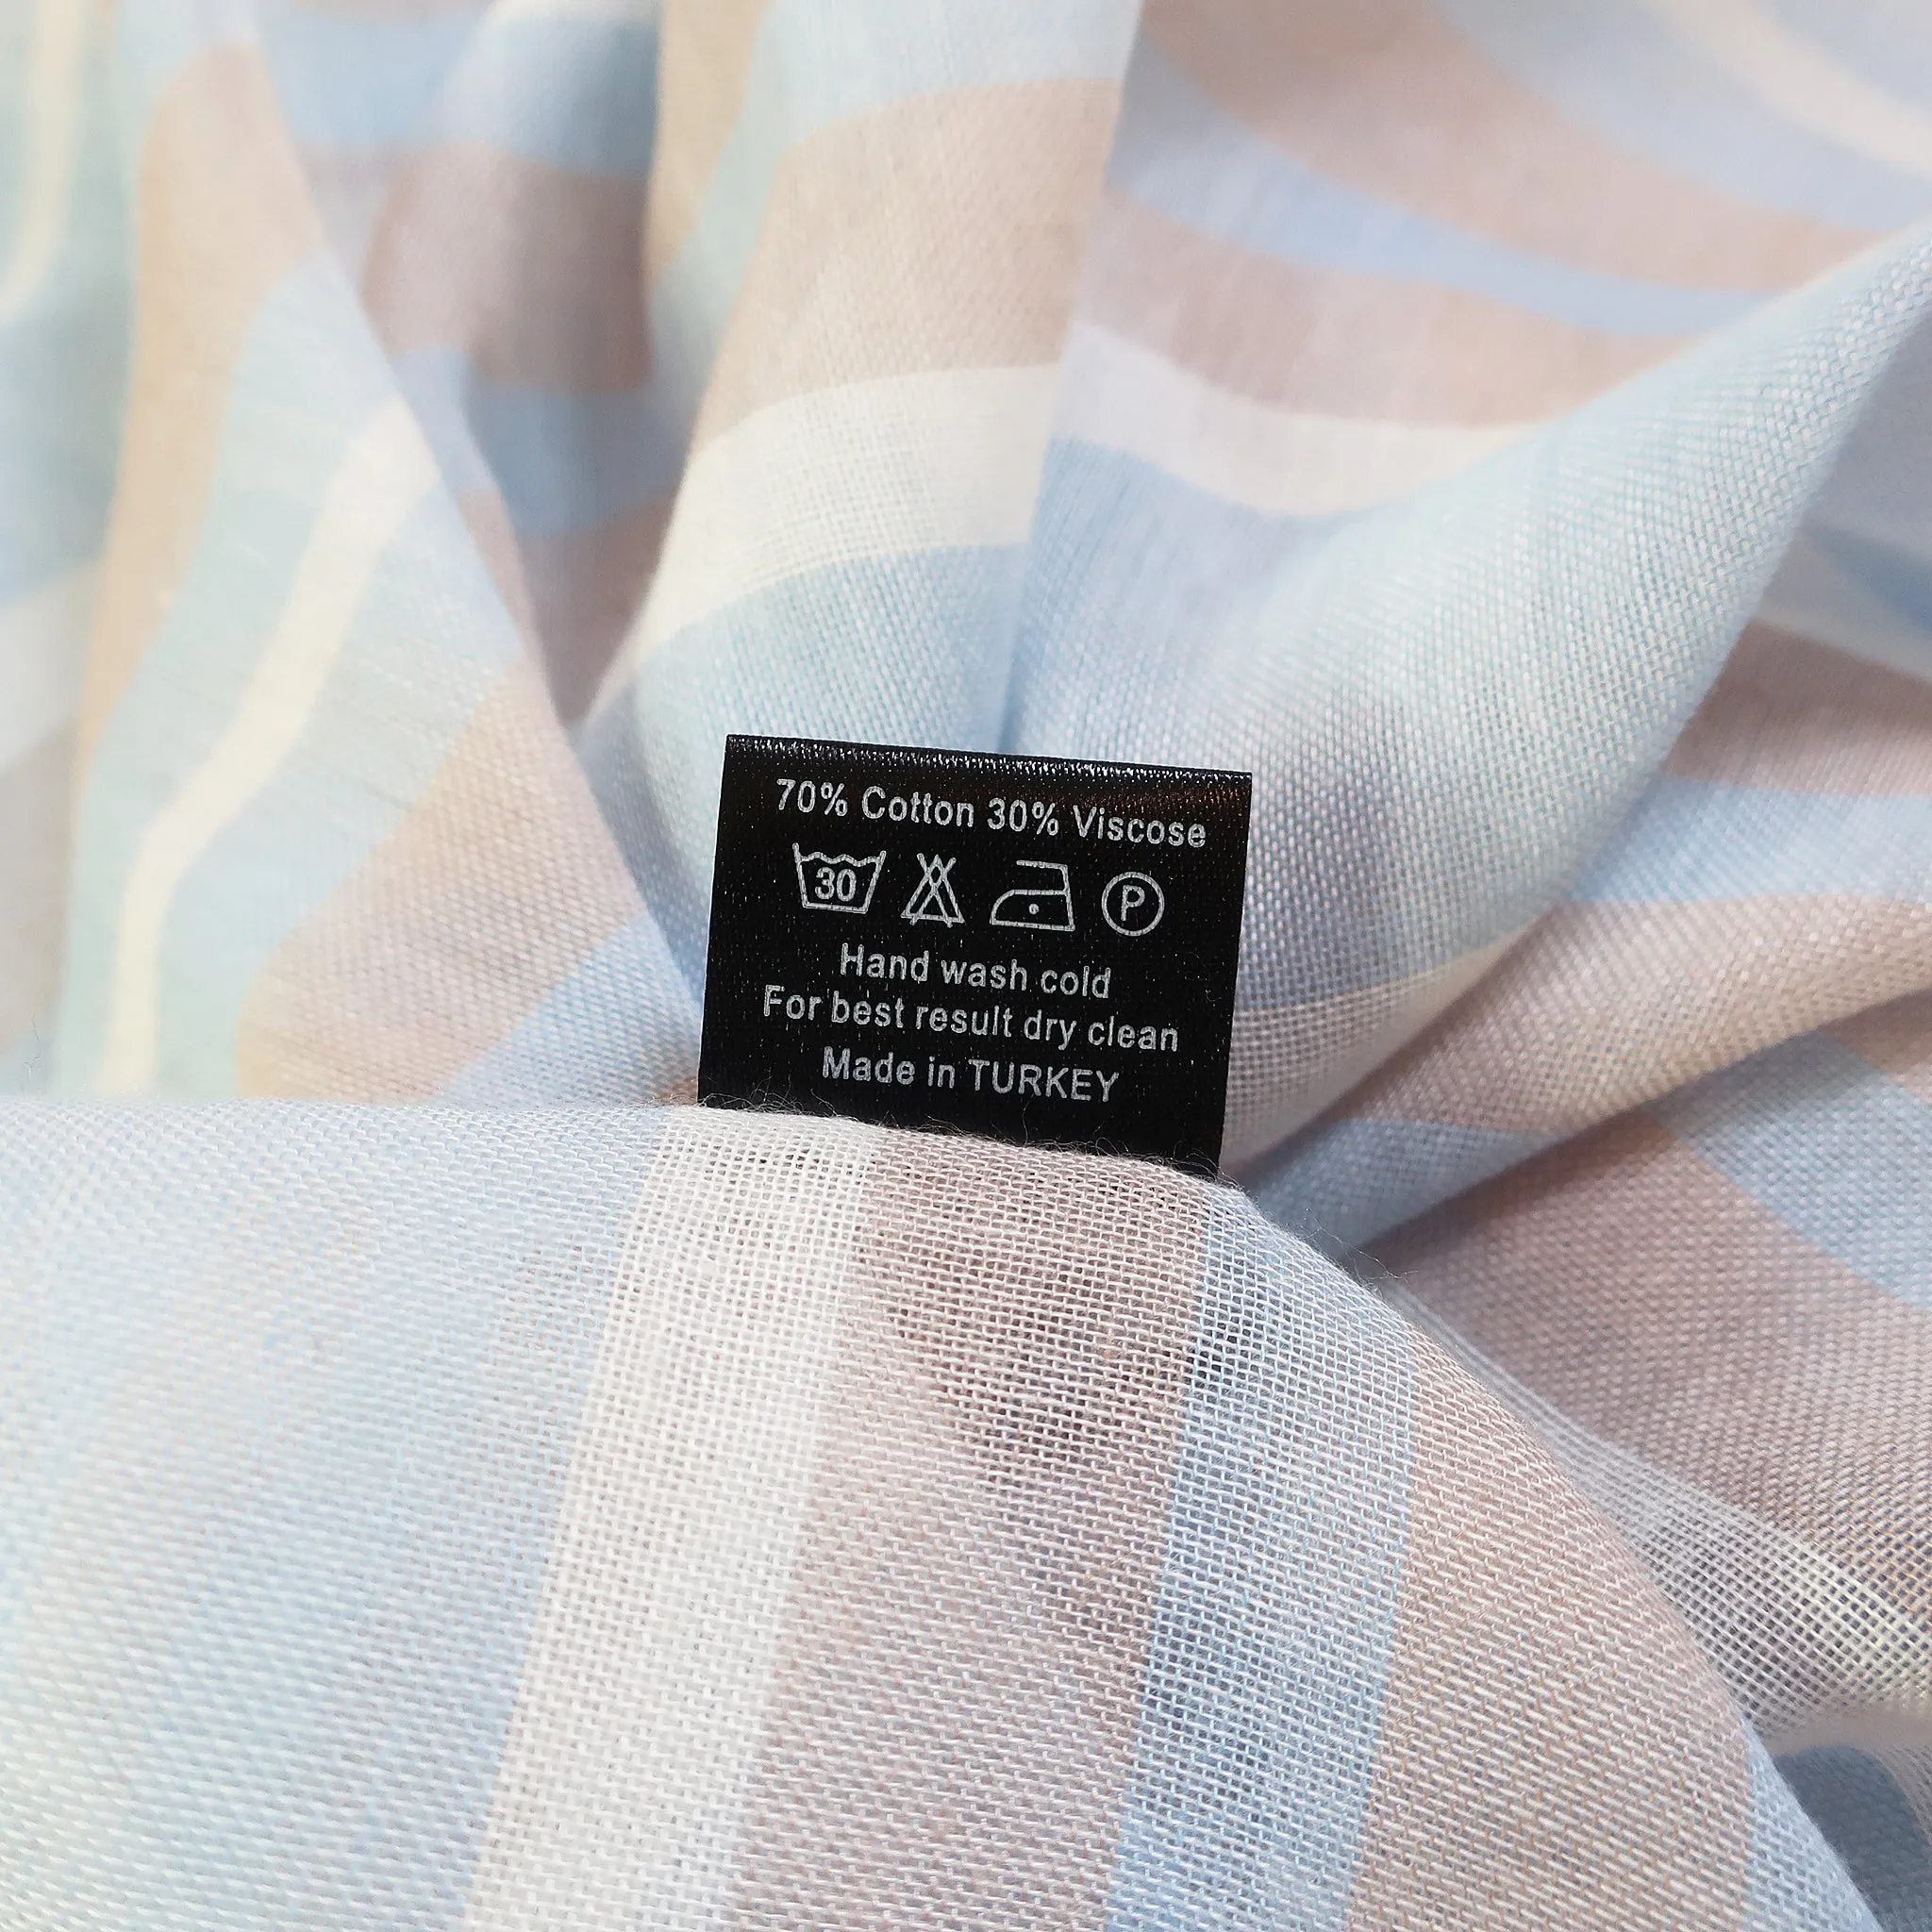 70% Cotton 30% Viscose
30 P
Hand wash cold
For best result dry clean
Made in TURKEY